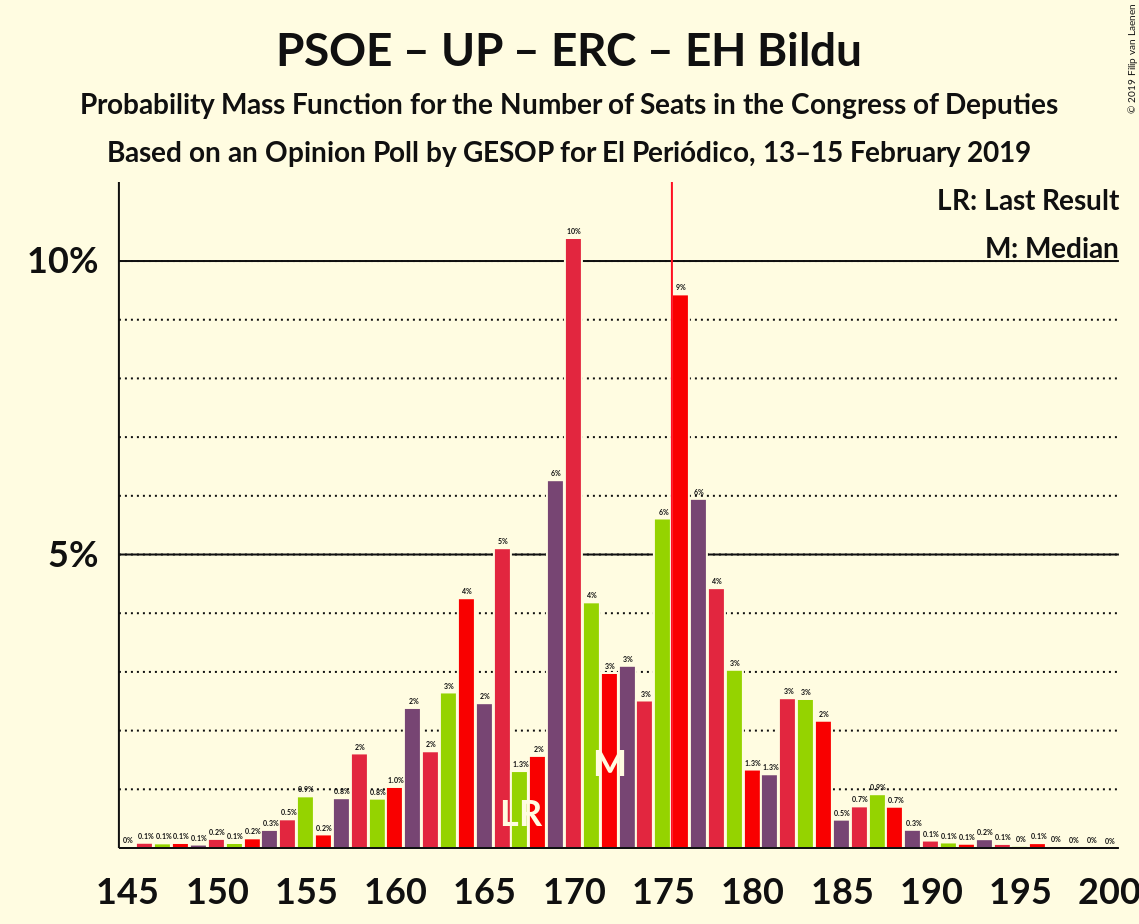 PSOE – UP – ERC – EH Bildu
Probability Mass Function for the Number of Seats in the Congress of Deputies
Based on an Opinion Poll by GESOP for El Periódico, 13–15 February 2019
© 2019 Filip van Laenen
LR: Last Result
M: Median
10%
5%
0% 0.1% 0.1% 0.1% 0.1% 0.2% 0.1% 0.2% 0.3% 0.5% 0.9% 0.2% 0.8% 2% 0.8% 1.0% 2% 2% 3% 4% 2% 5% 1.3% 2% 6% 10% 4% 3% 3% 3% 6% 9% 6% 4% 3% 1.3% 1.3% 3% 3% 2% 0.5% 0.7% 0.9% 0.7% 0.3% 0.1% 0.1% 0.1% 0.2% 0.1% 0% 0.1% 0% 0% 0% 0%
M
LR
145 150 155 160 165 170 175 180 185 190 195 200